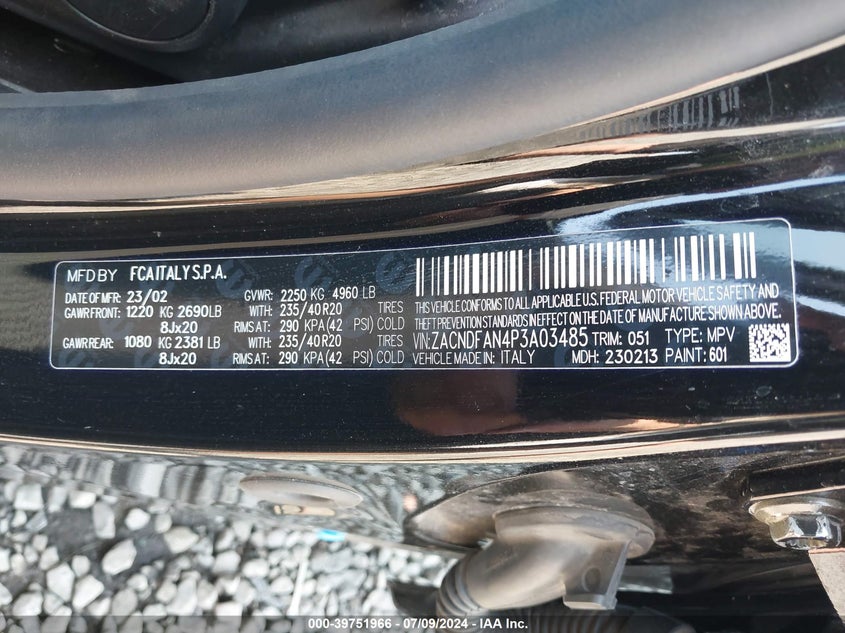 MFD BY FCA ITALY S.P.A.
DATE OF MFR 23/02 GVWR: 2250 KG 4960 LB
GAWR FRONT: 1220 KG 2690LB WITH: 235/40R20 TIRES
8Jx20 RIMS AT: 290 KPA(42 PSI) COLD
GAWR REAR: 1080 KG 2381 LB WITH: 235/40R20 TIRES
8Jx20 RIMS AT: 290 KPA(42 PSI) COLD
THIS VEHICLE CONFORMS TO ALL APPLICABLE U.S. FEDERAL MOTOR VEHICLE SAFETY AND
THEFT PREVENTION STANDARDS IN EFFECT ON THE DATE OF MANUFACTURE SHOWN ABOVE.
VIN: ZACNDFAN4P3A03485 TRIM: 051 TYPE: MPV
VEHICLE MADE IN: ITALY MDH: 230213 PAINT: 601
000-39751966 - 07/09/2024 - IAA Inc.